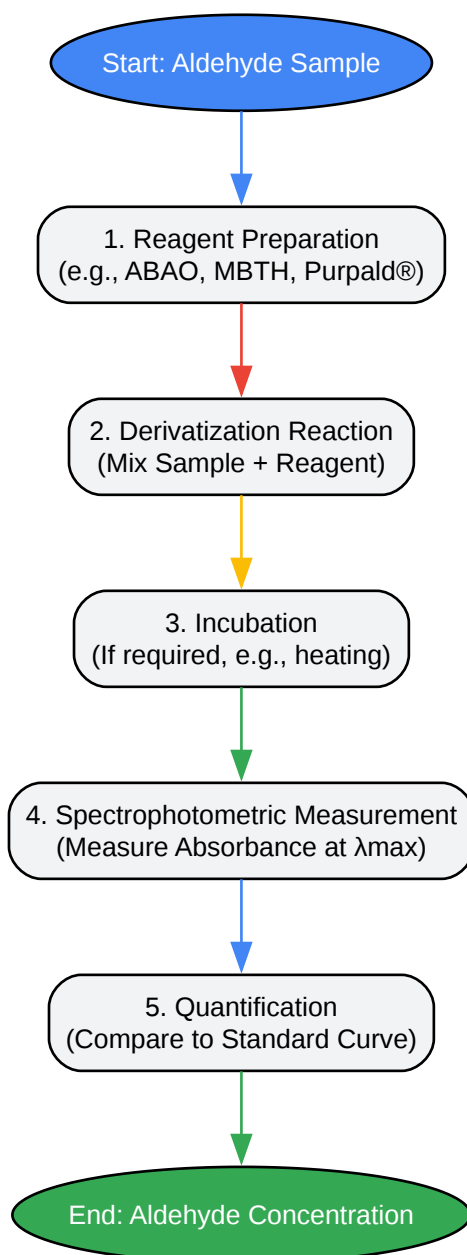 Start: Aldehyde Sample
1. Reagent Preparation
(e.g., ABAO, MBTH, Purpald®)
2. Derivatization Reaction
(Mix Sample + Reagent)
3. Incubation
(If required, e.g., heating)
4. Spectrophotometric Measurement
(Measure Absorbance at λmax)
5. Quantification
(Compare to Standard Curve)
End: Aldehyde Concentration